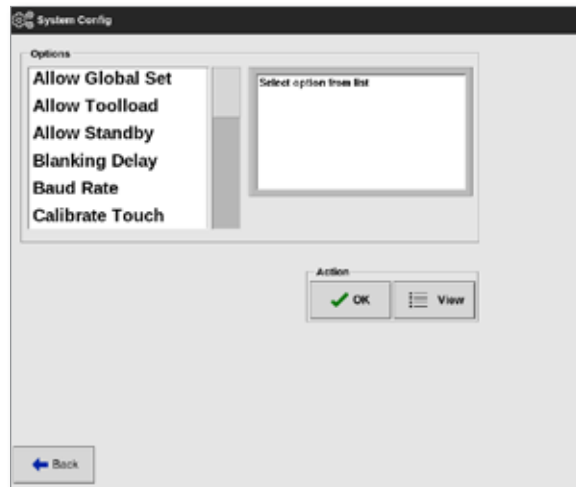 System Config
Options
Allow Global Set
Allow Toolload
Allow Standby
Blanking Delay
Baud Rate
Calibrate Touch
Select option from list
Action
OK
View
Back